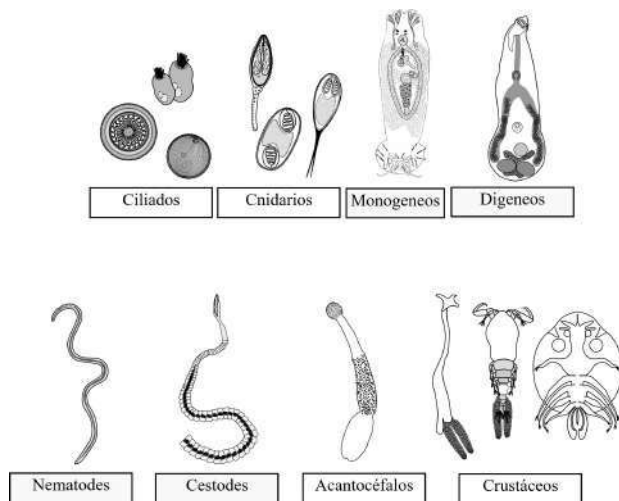 Ciliados
Cnidarios
Monogeneos
Digeneos
Nematodes
Cestodes
Acantocéfalos
Crustáceos